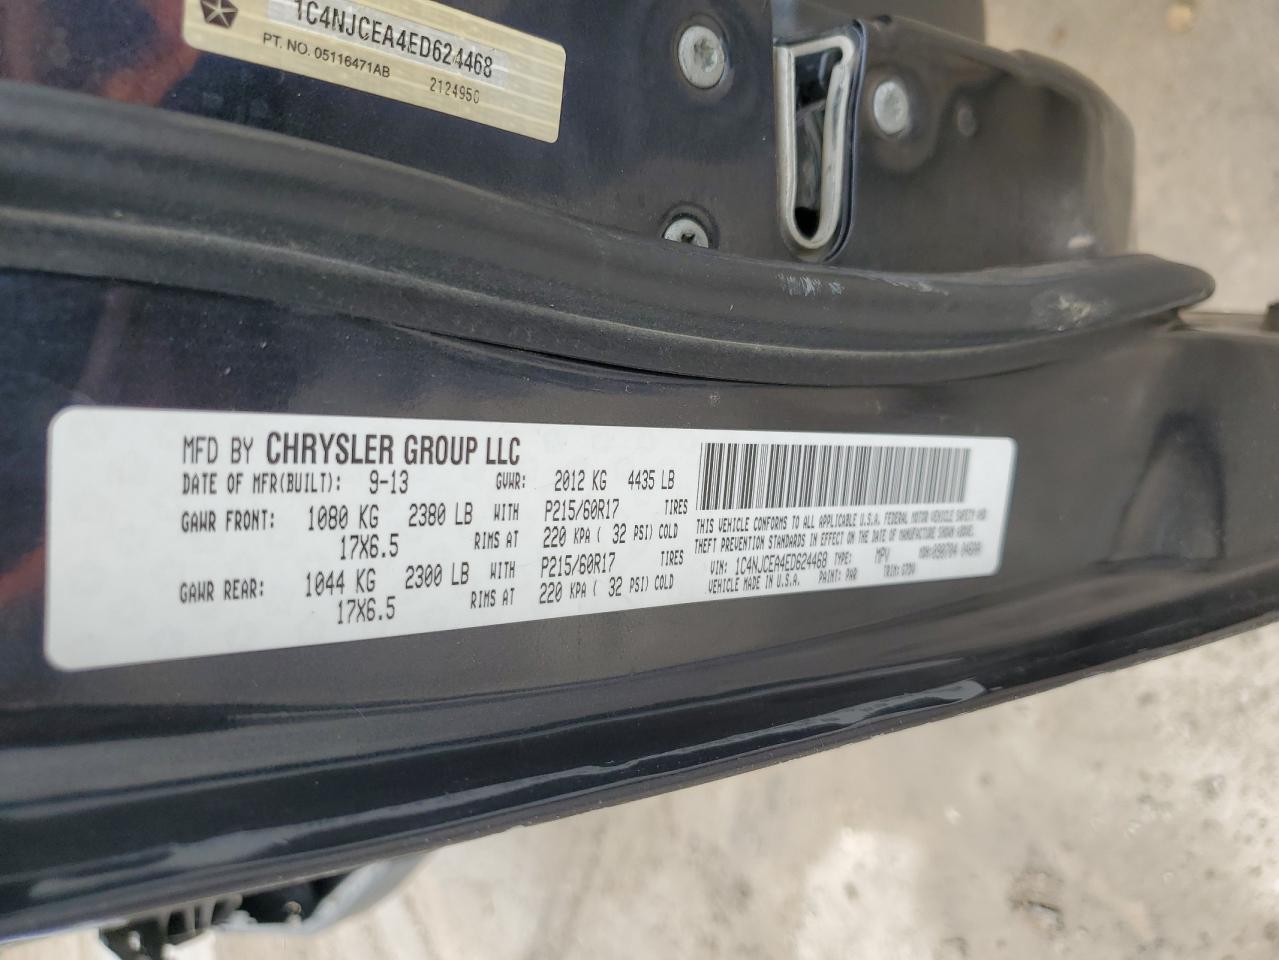 1C4NJCEA4ED624468
PT. NO. 05116471AB 212495
MFD BY CHRYSLER GROUP LLC
DATE OF MFR(BUILT): 9-13 GVWR: 2012 KG 4435 LB
GAWR FRONT: 1080 KG 2380 LB WITH P215/60R17 TIRES
17X6.5 RIMS AT 220 KPA ( 32 PSI) COLD
GAWR REAR: 1044 KG 2300 LB WITH P215/60R17 TIRES
17X6.5 RIMS AT 220 KPA ( 32 PSI) COLD
THIS VEHICLE CONFORMS TO ALL APPLICABLE U.S.A. FEDERAL MOTOR VEHICLE SAFETY AND
THEFT PREVENTION STANDARDS IN EFFECT ON THE DATE OF MANUFACTURE SHOWN ABOVE.
VIN: 1C4NJCEA4ED624468 TYPE: MPV MDH:
VEHICLE MADE IN U.S.A. PAINT: PAR TRIM: